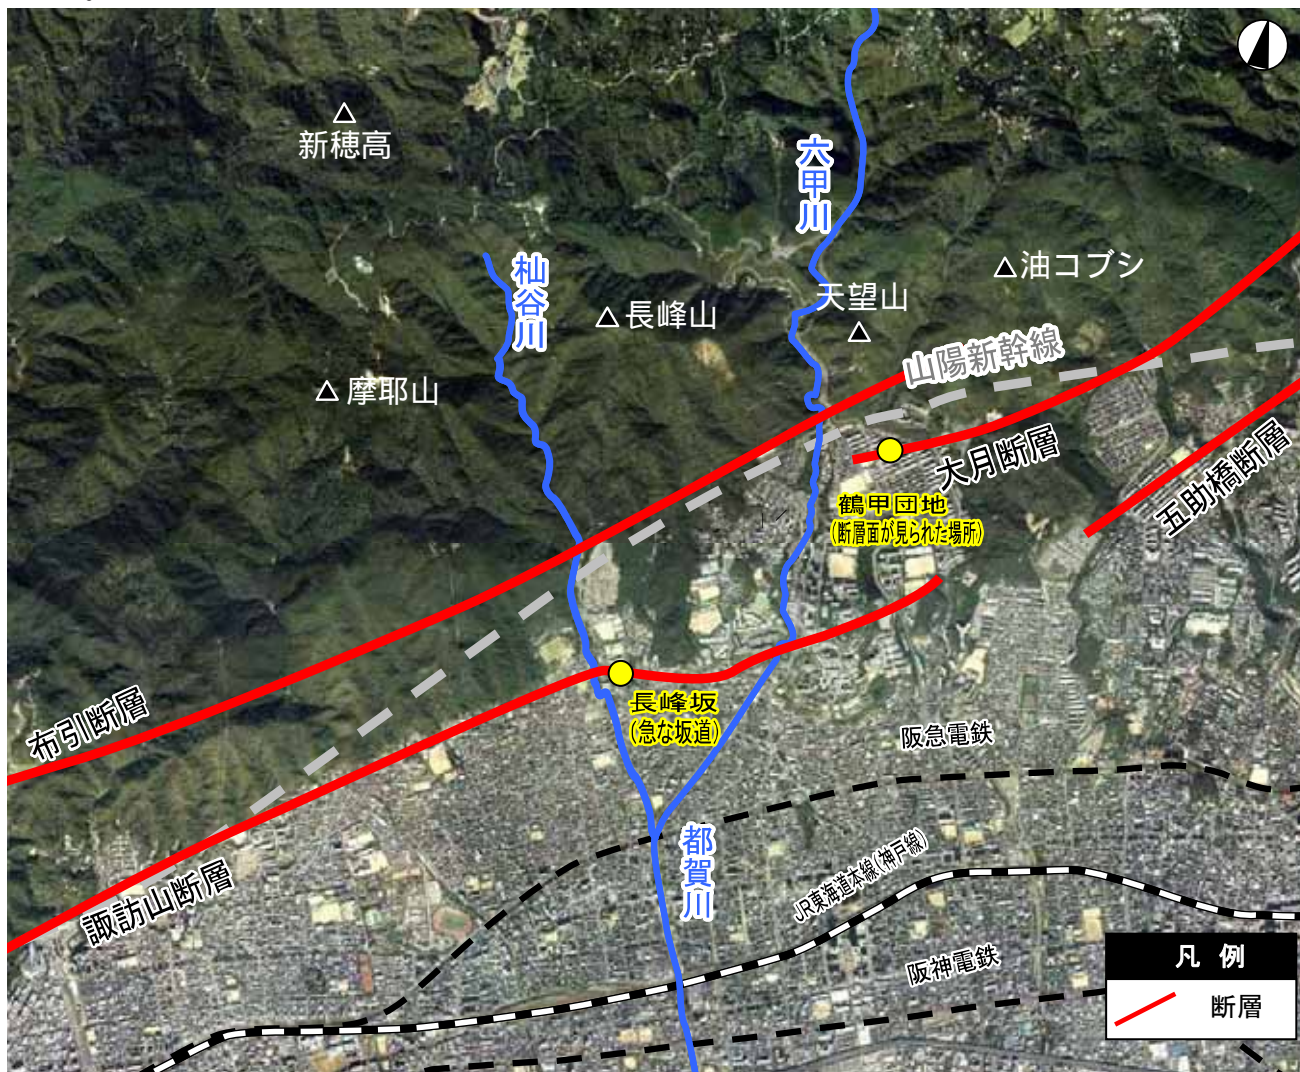 新穂高
六甲川
杣谷川
油コブシ
天望山
長峰山
山陽新幹線
摩耶山
大月断層
五助橋断層
鶴甲団地
(断層面が見られた場所)
布引断層
長峰坂
(急な坂道)
阪急電鉄
都賀川
JR東海道本線(神戸線)
諏訪山断層
阪神電鉄
凡 例
断層